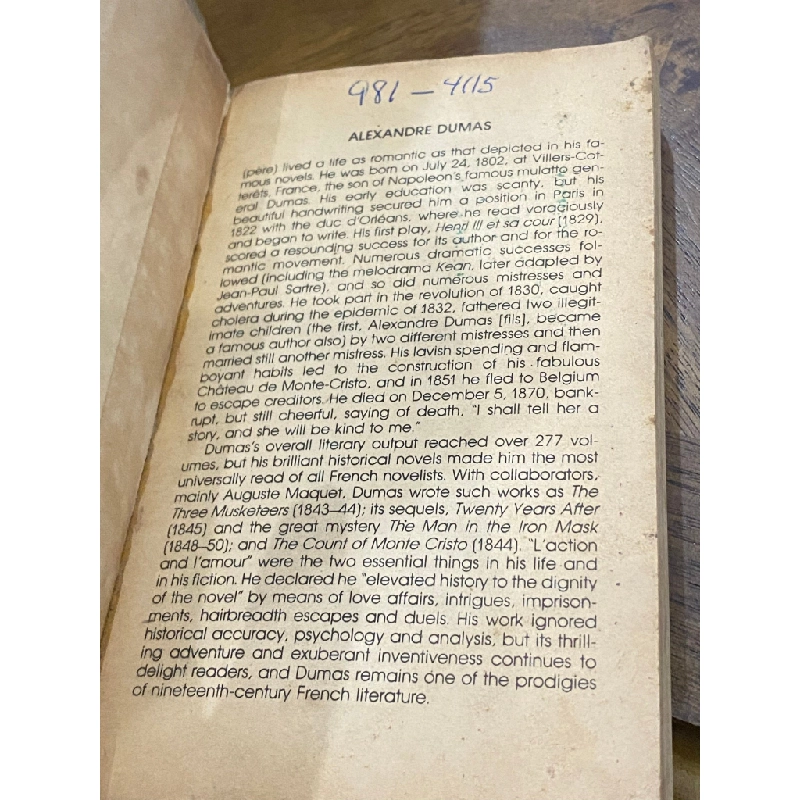 981 - 4115
ALEXANDRE DUMAS
(père) lived a life as romantic as that depicted in his fa-
mous novels. He was born on July 24, 1802, at Villers-Cot-
terêts, France, the son of Napoleon's famous mulatto gen-
eral, Dumas. His early education was scanty, but his
beautiful handwriting secured him a position in Paris in
1822 with the duc d'Orléans, where he read voraciously
and began to write. His first play, Henri III et sa cour (1829),
scored a resounding success for its author and for the ro-
mantic movement. Numerous dramatic successes fol-
lowed (including the melodrama Kean, later adapted by
Jean-Paul Sartre), and so did numerous mistresses and
adventures. He took part in the revolution of 1830, caught
cholera during the epidemic of 1832, fathered two illegit-
imate children (the first, Alexandre Dumas [fils], became
a famous author also) by two different mistresses and then
married still another mistress. His lavish spending and flam-
boyant habits led to the construction of his fabulous
Château de Monte-Cristo, and in 1851 he fled to Belgium
to escape creditors. He died on December 5, 1870, bank-
rupt, but still cheerful, saying of death, "I shall tell her a
story, and she will be kind to me."
Dumas's overall literary output reached over 277 vol-
umes, but his brilliant historical novels made him the most
universally read of all French novelists. With collaborators,
mainly Auguste Maquet, Dumas wrote such works as The
Three Musketeers (1843–44); its sequels, Twenty Years After
(1845) and the great mystery The Man in the Iron Mask
(1848–50); and The Count of Monte Cristo (1844). "L'action
and l'amour" were the two essential things in his life and
in his fiction. He declared he "elevated history to the dignity
of the novel" by means of love affairs, intrigues, imprison-
ments, hairbreadth escapes and duels. His work ignored
historical accuracy, psychology and analysis, but its thrill-
ing adventure and exuberant inventiveness continues to
delight readers, and Dumas remains one of the prodigies
of nineteenth-century French literature.